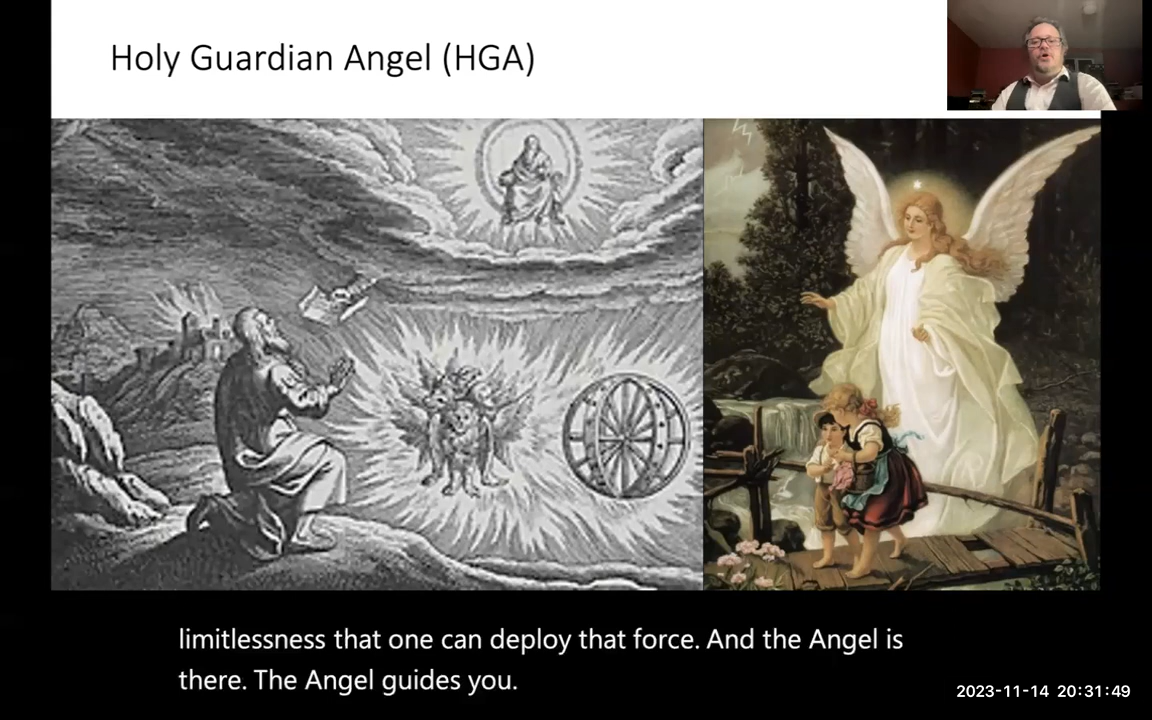 Holy Guardian Angel (HGA)
limitlessness that one can deploy that force. And the Angel is
there. The Angel guides you.
2023-11-14 20:31:49